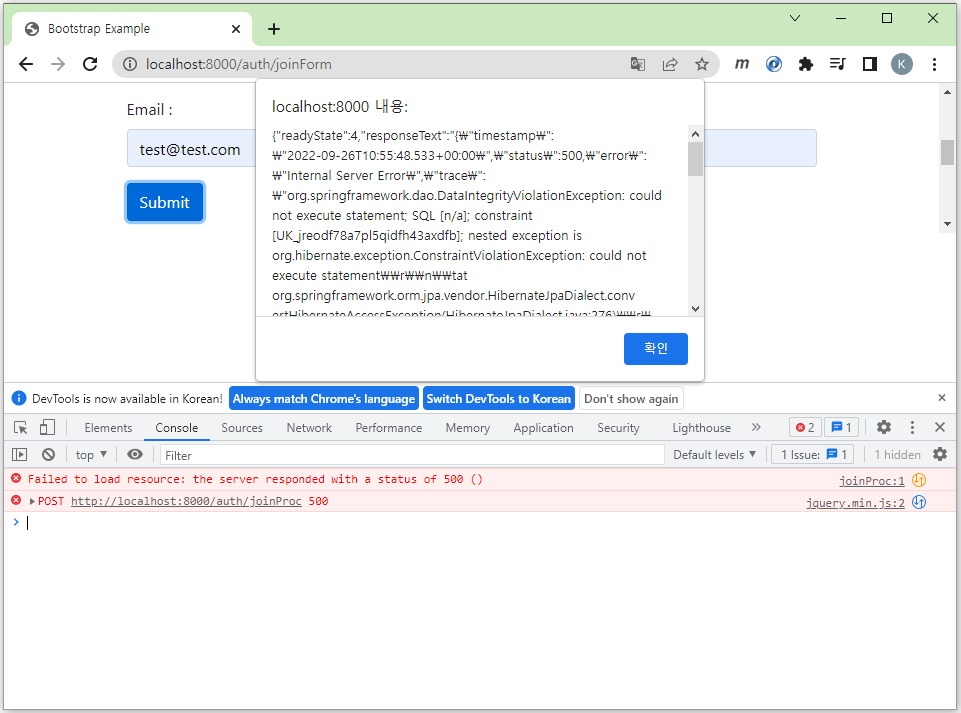 Bootstrap Example
localhost:8000/auth/joinForm
K
Email :
test@test.com
Submit
localhost:8000 내용:
{"readyState":4,"responseText":"{₩"timestamp₩":
₩"2022-09-26T10:55:48.533+00:00₩",₩"status₩":500,₩"error₩":
₩"Internal Server Error₩",₩"trace₩":
₩"org.springframework.dao.DataIntegrityViolationException: could
not execute statement; SQL [n/a]; constraint
[UK_jreodf78a7pl5qidfh43axdfb]; nested exception is
org.hibernate.exception.ConstraintViolationException: could not
execute statement₩₩r₩₩n₩₩tat
org.springframework.orm.jpa.vendor.HibernateJpaDialect.conv
ertHibernateAccessException(HibernateJpaDialect.java:276)₩₩r₩
확인
DevTools is now available in Korean! Always match Chrome's language Switch DevTools to Korean Don't show again
Elements Console Sources Network Performance Memory Application Security Lighthouse » 2 1
top ▼ Filter Default levels ▼ 1 Issue: 1 1 hidden
Failed to load resource: the server responded with a status of 500 () joinProc:1
▶POST http://localhost:8000/auth/joinProc 500 jquery.min.js:2